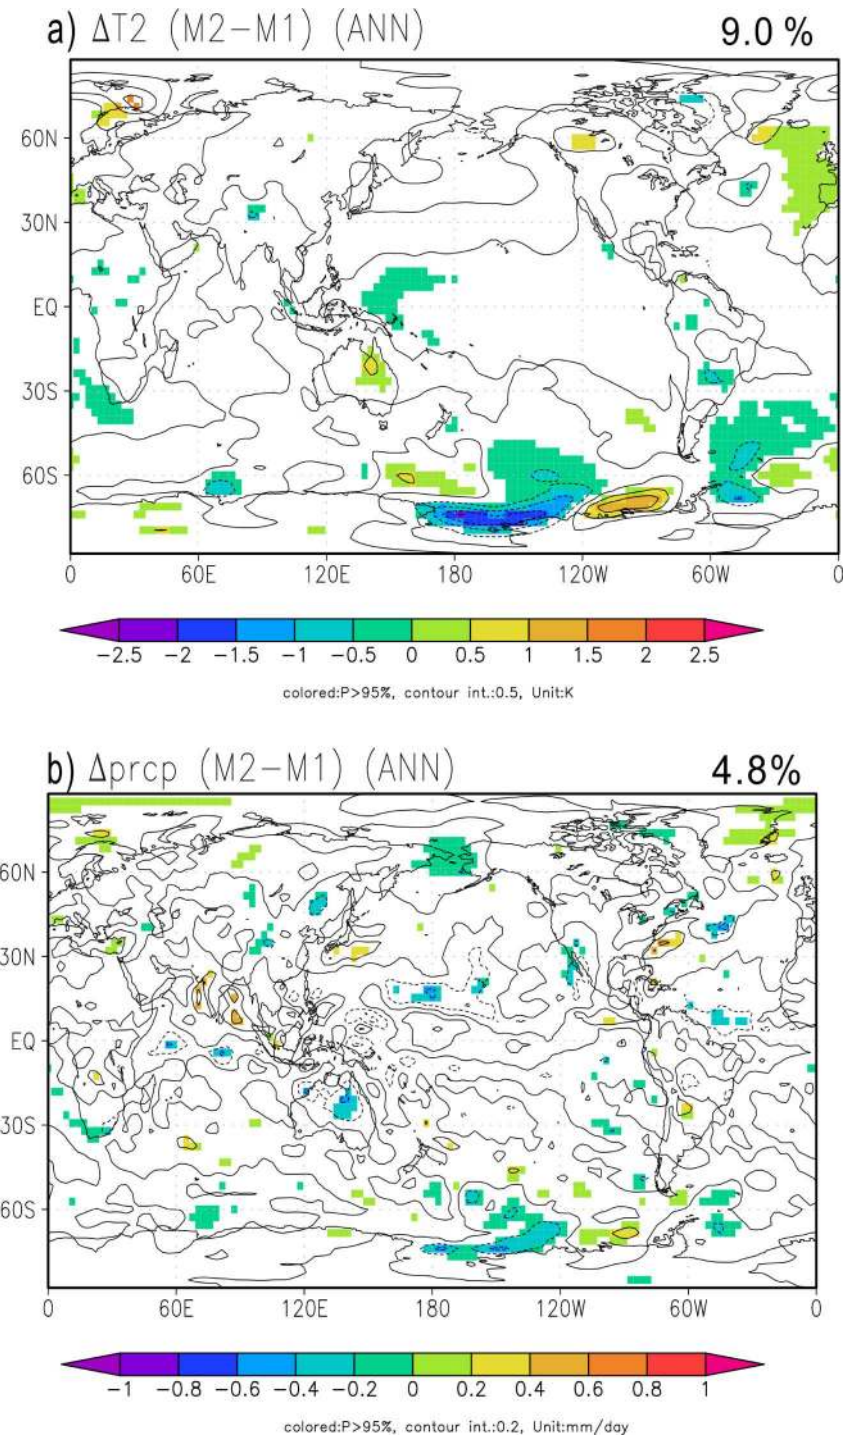 a) ΔT2 (M2−M1) (ANN) 9.0 %
60N
30N
EQ
30S
60S
0 60E 120E 180 120W 60W 0
−2.5 −2 −1.5 −1 −0.5 0 0.5 1 1.5 2 2.5
colored:P>95%, contour int.:0.5, Unit:K
b) Δprcp (M2−M1) (ANN) 4.8%
60N
30N
EQ
30S
60S
0 60E 120E 180 120W 60W 0
−1 −0.8 −0.6 −0.4 −0.2 0 0.2 0.4 0.6 0.8 1
colored:P>95%, contour int.:0.2, Unit:mm/day